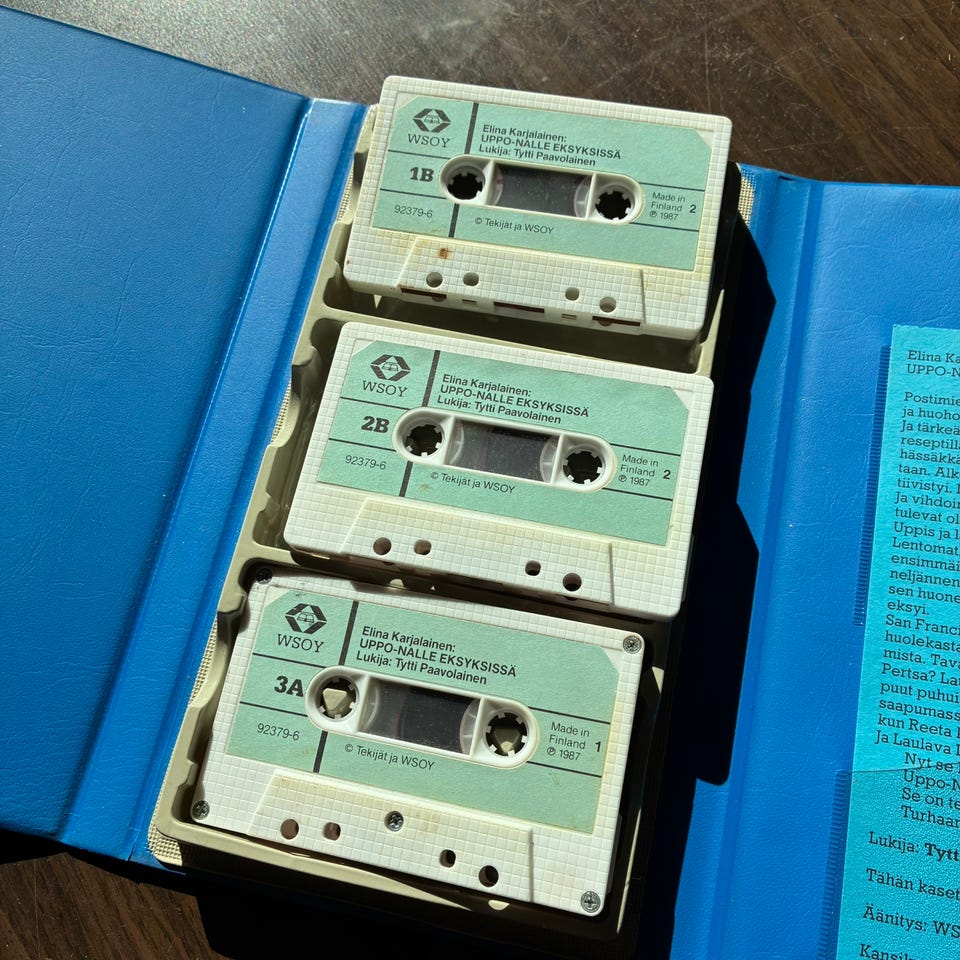 WSOY
Elina Karjalainen:
UPPO-NALLE EKSYKSISSÄ
Lukija: Tytti Paavolainen
1B
92379-6
Made in
Finland 2
℗ 1987
© Tekijät ja WSOY
WSOY
Elina Karjalainen:
UPPO-NALLE EKSYKSISSÄ
Lukija: Tytti Paavolainen
2B
92379-6
Made in
Finland 2
℗ 1987
© Tekijät ja WSOY
WSOY
Elina Karjalainen:
UPPO-NALLE EKSYKSISSÄ
Lukija: Tytti Paavolainen
3A
92379-6
Made in
Finland 1
℗ 1987
© Tekijät ja WSOY
Elina
UPPO-
Postimie
ja huoho
Ja tärkeä
reseptill
hässäkkä
taan. Alk
tiivistyi.
Ja vihdoin
tulevat ol
Uppis ja
Lentomat
ensimmäi
neljännen
sen huone
eksyi.
San Franci
huolekasta
mista. Tava
Pertsa? Lau
puut puhui
saapumass
kun Reeta
Ja Laulava
Nyt se
Uppo-N
Se on te
Turhaan
Lukija: Tytt
Tähän kaset
Äänitys: WS